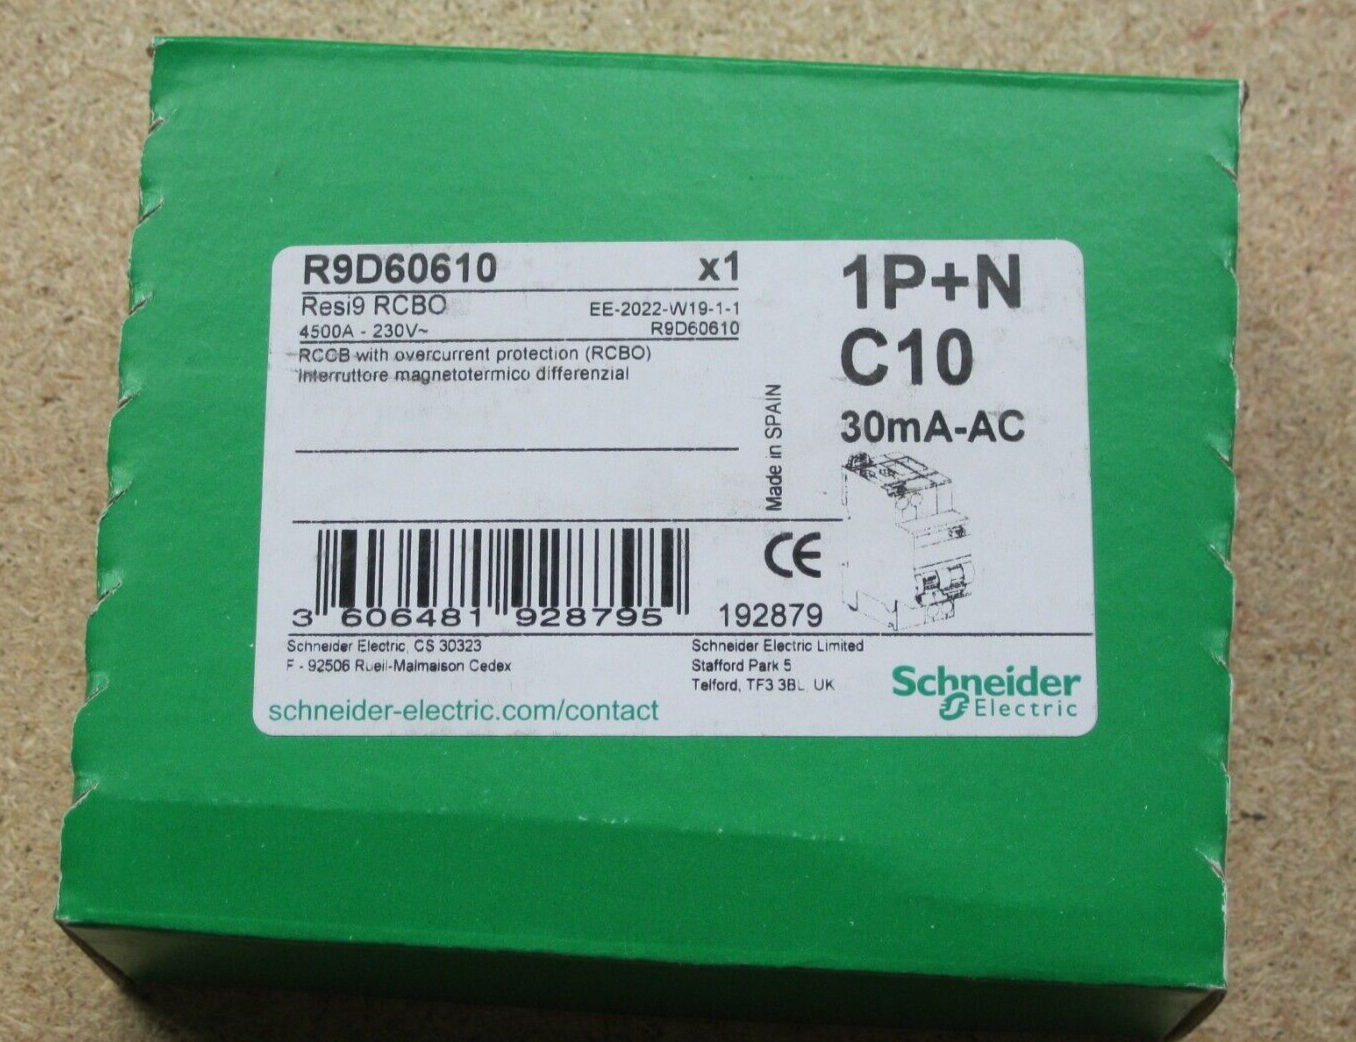 R9D60610 x1
Resi9 RCBO EE-2022-W19-1-1
4500A - 230V~ R9D60610
RCCB with overcurrent protection (RCBO)
Interruttore magnetotermico differenzial
1P+N
C10
30mA-AC
Made in SPAIN
CE
3 606481 928795 192879
Schneider Electric, CS 30323
F - 92506 Rueil-Malmaison Cedex
Schneider Electric Limited
Stafford Park 5
Telford, TF3 3BL, UK
schneider-electric.com/contact
Schneider
Electric